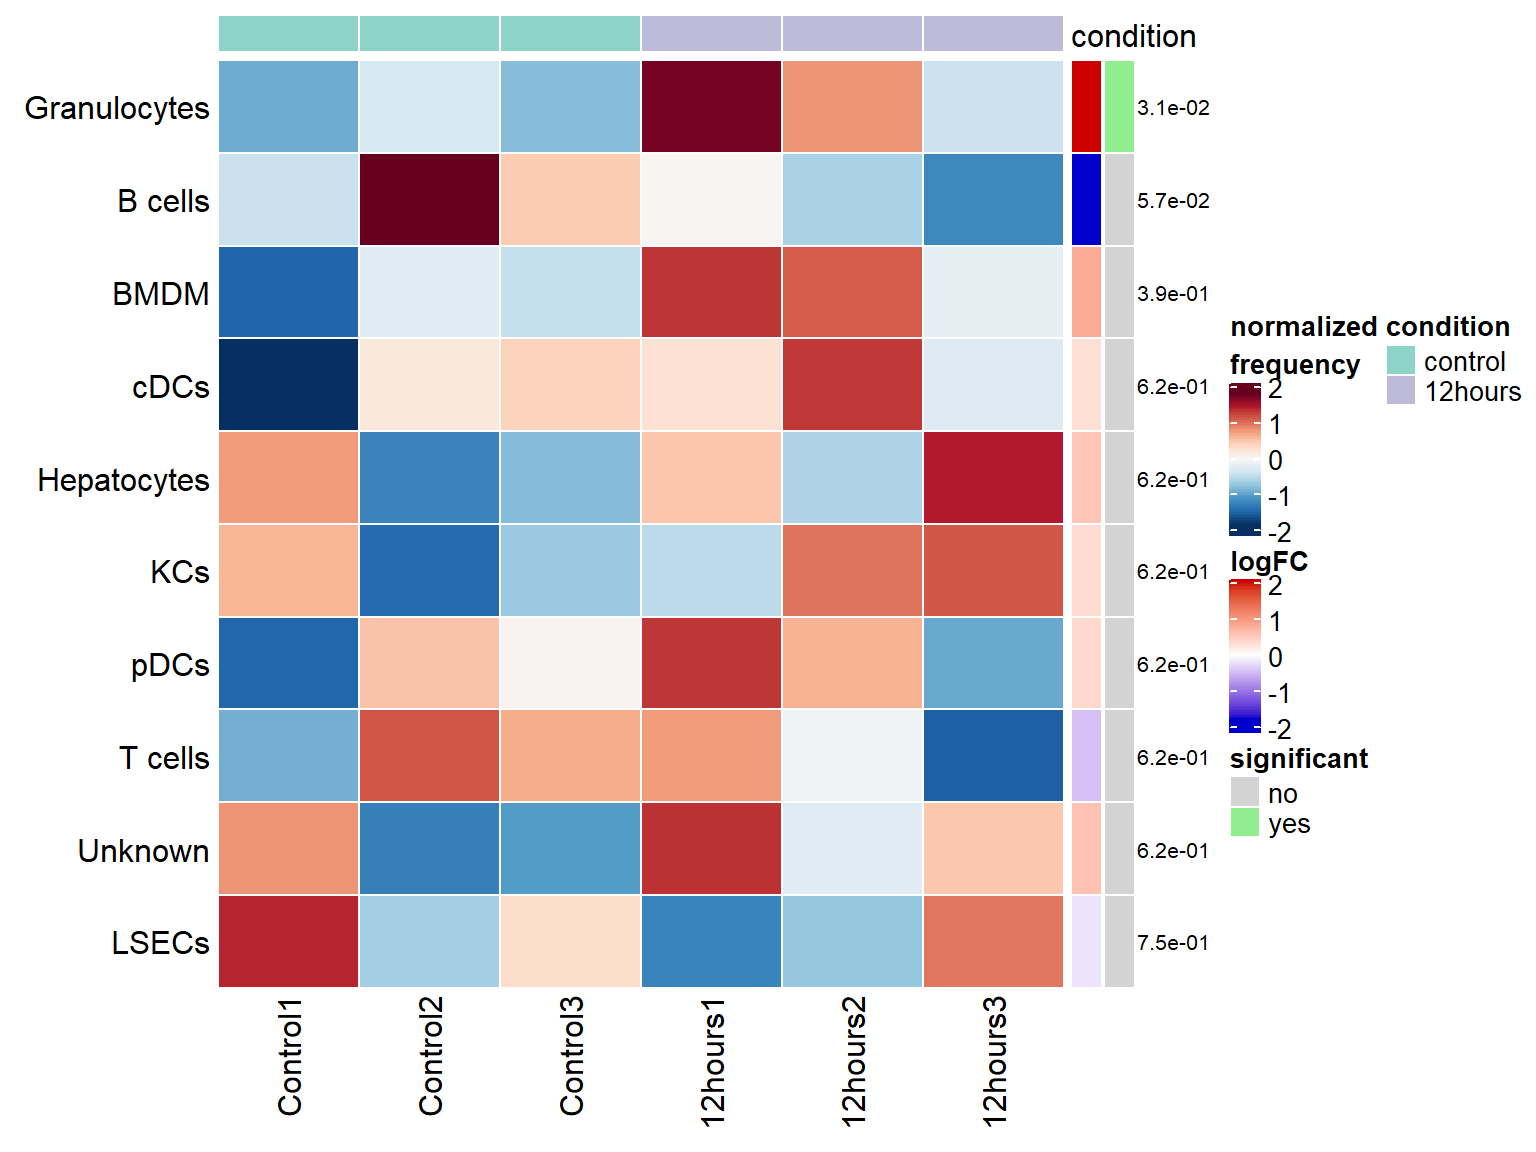 condition
Granulocytes 3.1e-02
B cells 5.7e-02
BMDM 3.9e-01
cDCs 6.2e-01
Hepatocytes 6.2e-01
KCs 6.2e-01
pDCs 6.2e-01
T cells 6.2e-01
Unknown 6.2e-01
LSECs 7.5e-01
Control1
Control2
Control3
12hours1
12hours2
12hours3
normalized
frequency
2
1
0
-1
-2
logFC
2
1
0
-1
-2
significant
no
yes
condition
control
12hours